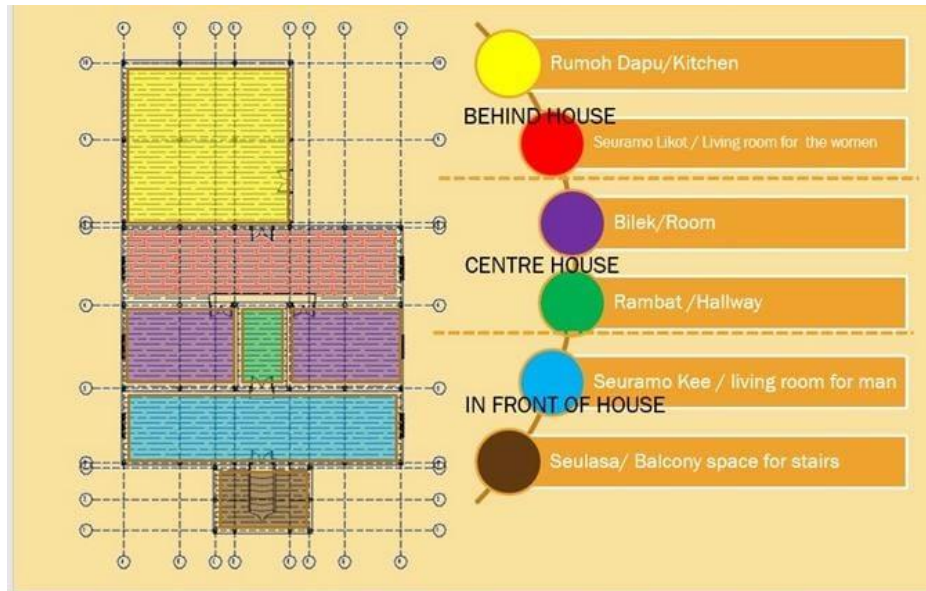 Rumoh Dapu/Kitchen
BEHIND HOUSE
Seuramo Likot / Living room for the women
Bilek/Room
CENTRE HOUSE
Rambat /Hallway
Seuramo Kee / living room for man
IN FRONT OF HOUSE
Seulasa/ Balcony space for stairs